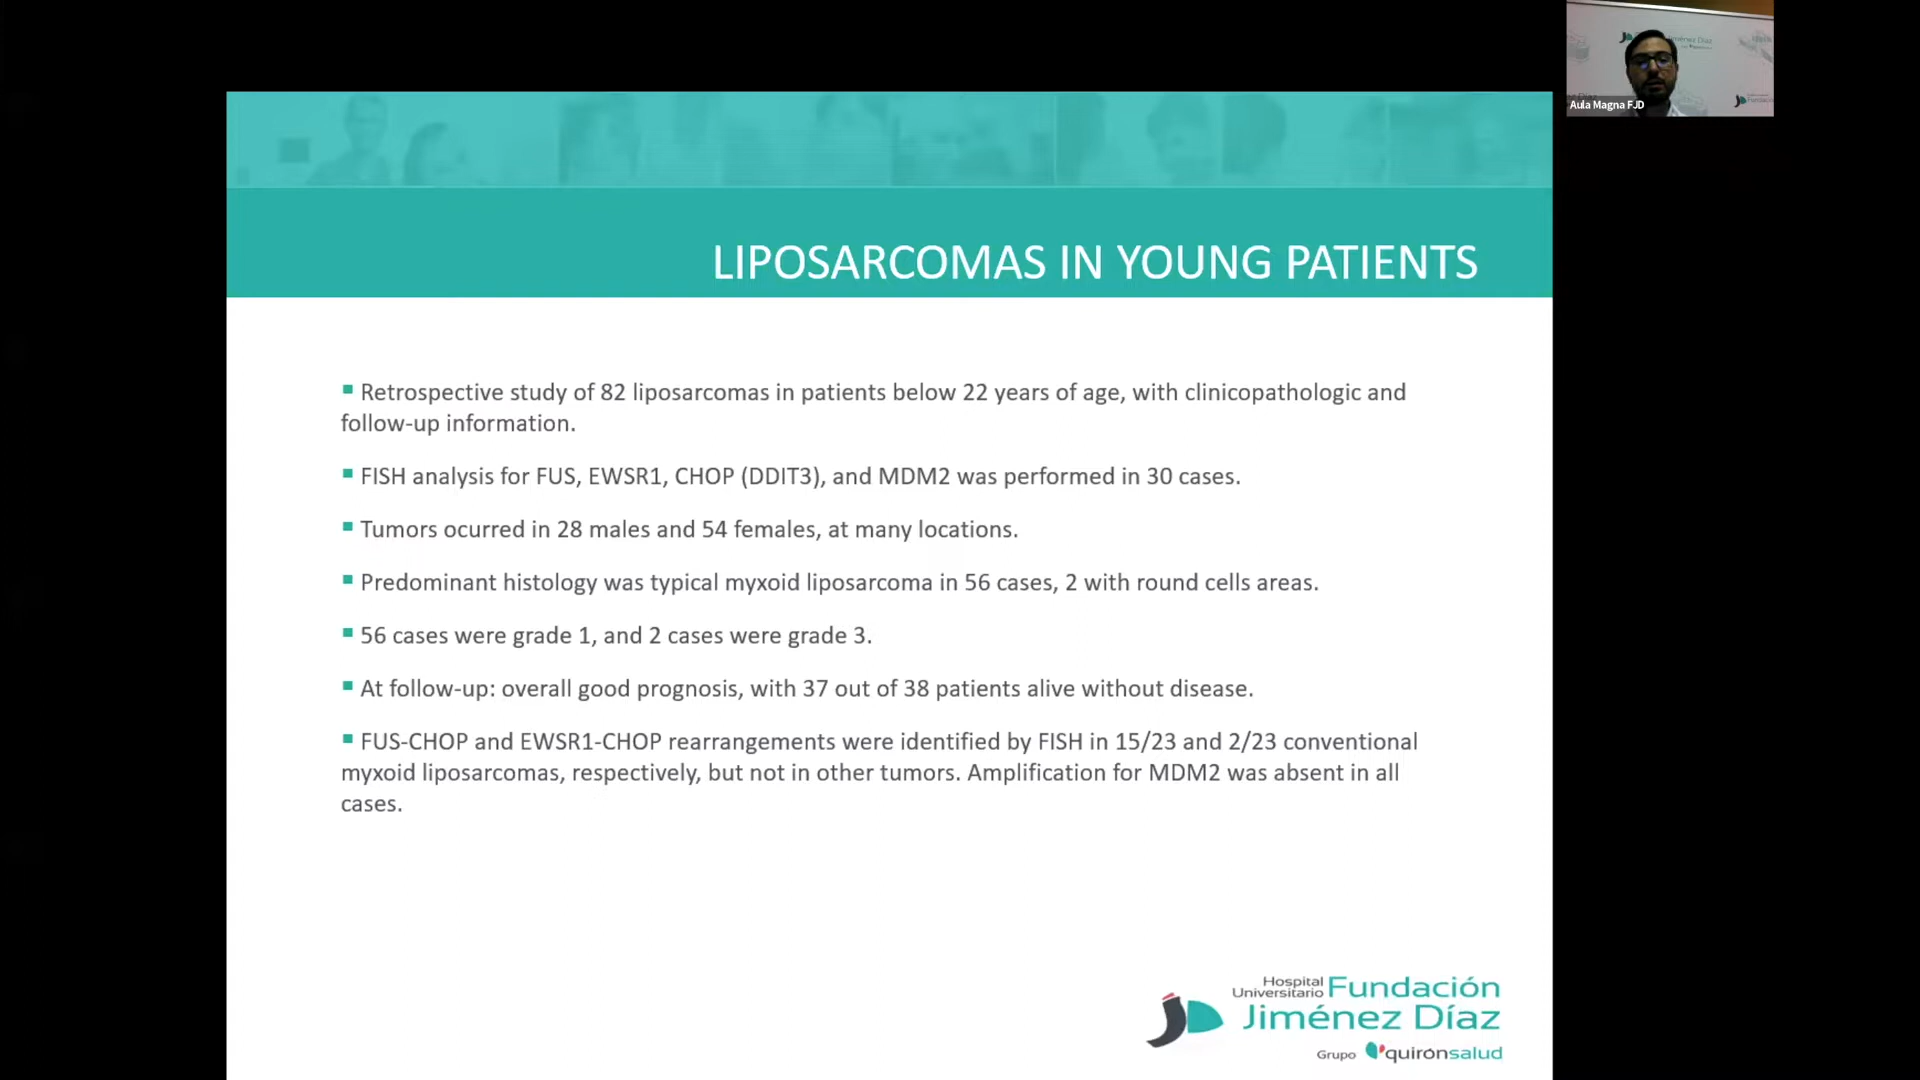 Aula Magna FJD
LIPOSARCOMAS IN YOUNG PATIENTS
▪ Retrospective study of 82 liposarcomas in patients below 22 years of age, with clinicopathologic and
follow-up information.
▪ FISH analysis for FUS, EWSR1, CHOP (DDIT3), and MDM2 was performed in 30 cases.
▪ Tumors ocurred in 28 males and 54 females, at many locations.
▪ Predominant histology was typical myxoid liposarcoma in 56 cases, 2 with round cells areas.
▪ 56 cases were grade 1, and 2 cases were grade 3.
▪ At follow-up: overall good prognosis, with 37 out of 38 patients alive without disease.
▪ FUS-CHOP and EWSR1-CHOP rearrangements were identified by FISH in 15/23 and 2/23 conventional
myxoid liposarcomas, respectively, but not in other tumors. Amplification for MDM2 was absent in all
cases.
Hospital
Universitario Fundación
Jiménez Díaz
Grupo quirónsalud